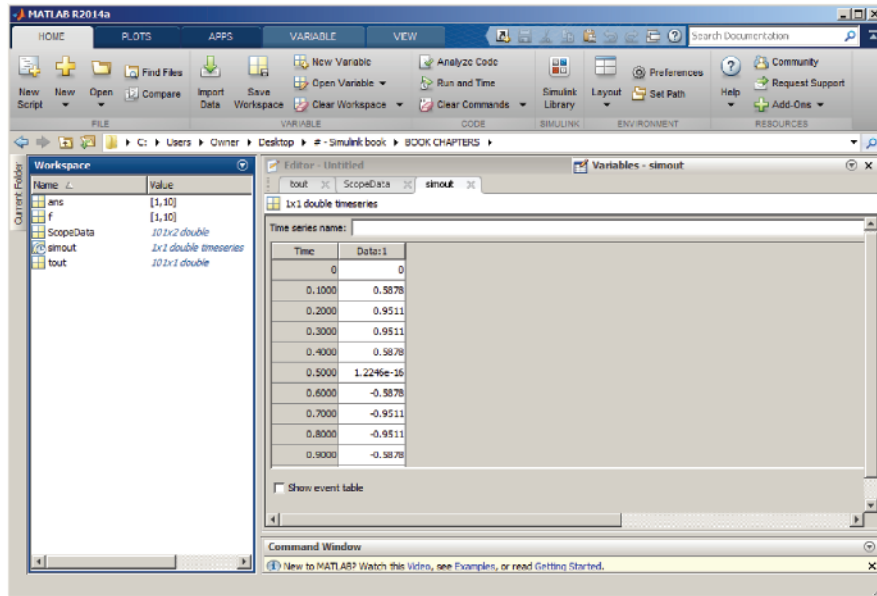 MATLAB R2014a
HOME PLOTS APPS VARIABLE VIEW Search Documentation
New Script
New
Open
Find Files
Compare
Import Data
Save Workspace
New Variable
Open Variable
Clear Workspace
Analyze Code
Run and Time
Clear Commands
Simulink Library
Layout
Preferences
Set Path
Help
Community
Request Support
Add-Ons
FILE VARIABLE CODE SIMULINK ENVIRONMENT RESOURCES
C: Users Owner Desktop # - Simulink book BOOK CHAPTERS
Current Folder
Workspace
Name Value
ans [1,10]
f [1,10]
ScopeData 101x2 double
simout 1x1 double timeseries
tout 101x1 double
Editor - Untitled Variables - simout
tout ScopeData simout
1x1 double timeseries
Time series name:
Time Data:1
0 0
0.1000 0.5878
0.2000 0.9511
0.3000 0.9511
0.4000 0.5878
0.5000 1.2246e-16
0.6000 -0.5878
0.7000 -0.9511
0.8000 -0.9511
0.9000 -0.5878
Show event table
Command Window
New to MATLAB? Watch this Video, see Examples, or read Getting Started.